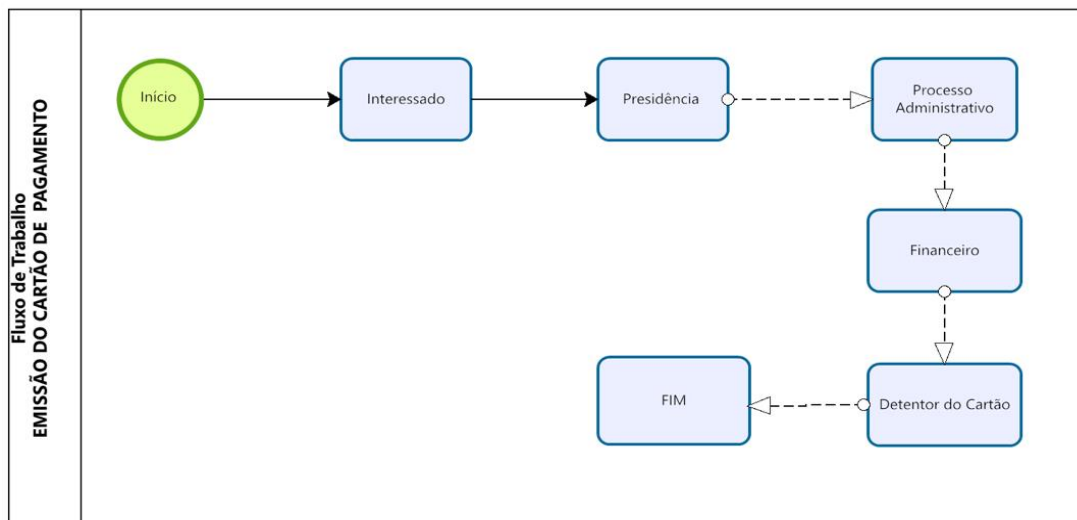 Fluxo de Trabalho
EMISSÃO DO CARTÃO DE PAGAMENTO
Início
Interessado
Presidência
Processo
Administrativo
Financeiro
Detentor do Cartão
FIM